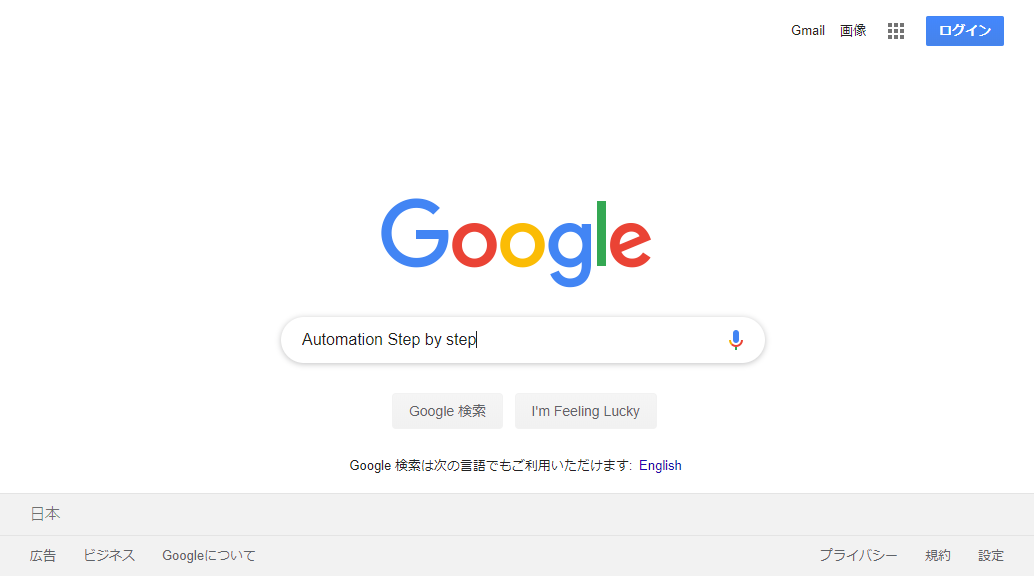 Gmail 画像 ログイン
Google
Automation Step by step
Google 検索 I'm Feeling Lucky
Google 検索は次の言語でもご利用いただけます: English
日本
広告 ビジネス Googleについて プライバシー 規約 設定